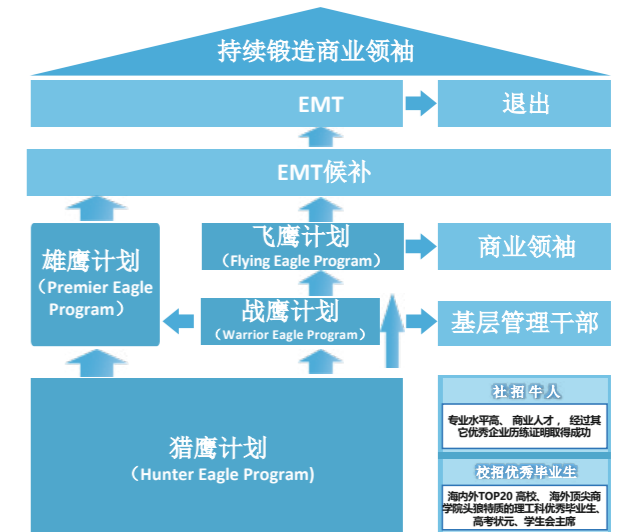 持续锻造商业领袖
EMT
退出
EMT候补
雄鹰计划
（Premier Eagle
Program）
飞鹰计划
（Flying Eagle Program）
商业领袖
战鹰计划
（Warrior Eagle Program）
基层管理干部
猎鹰计划
（Hunter Eagle Program)
社招牛人
专业水平高、商业人才，经过其
它优秀企业历练证明取得成功
校招优秀毕业生
海内外TOP20 高校、海外顶尖商
学院头狼特质的理工科优秀毕业生、
高考状元、学生会主席